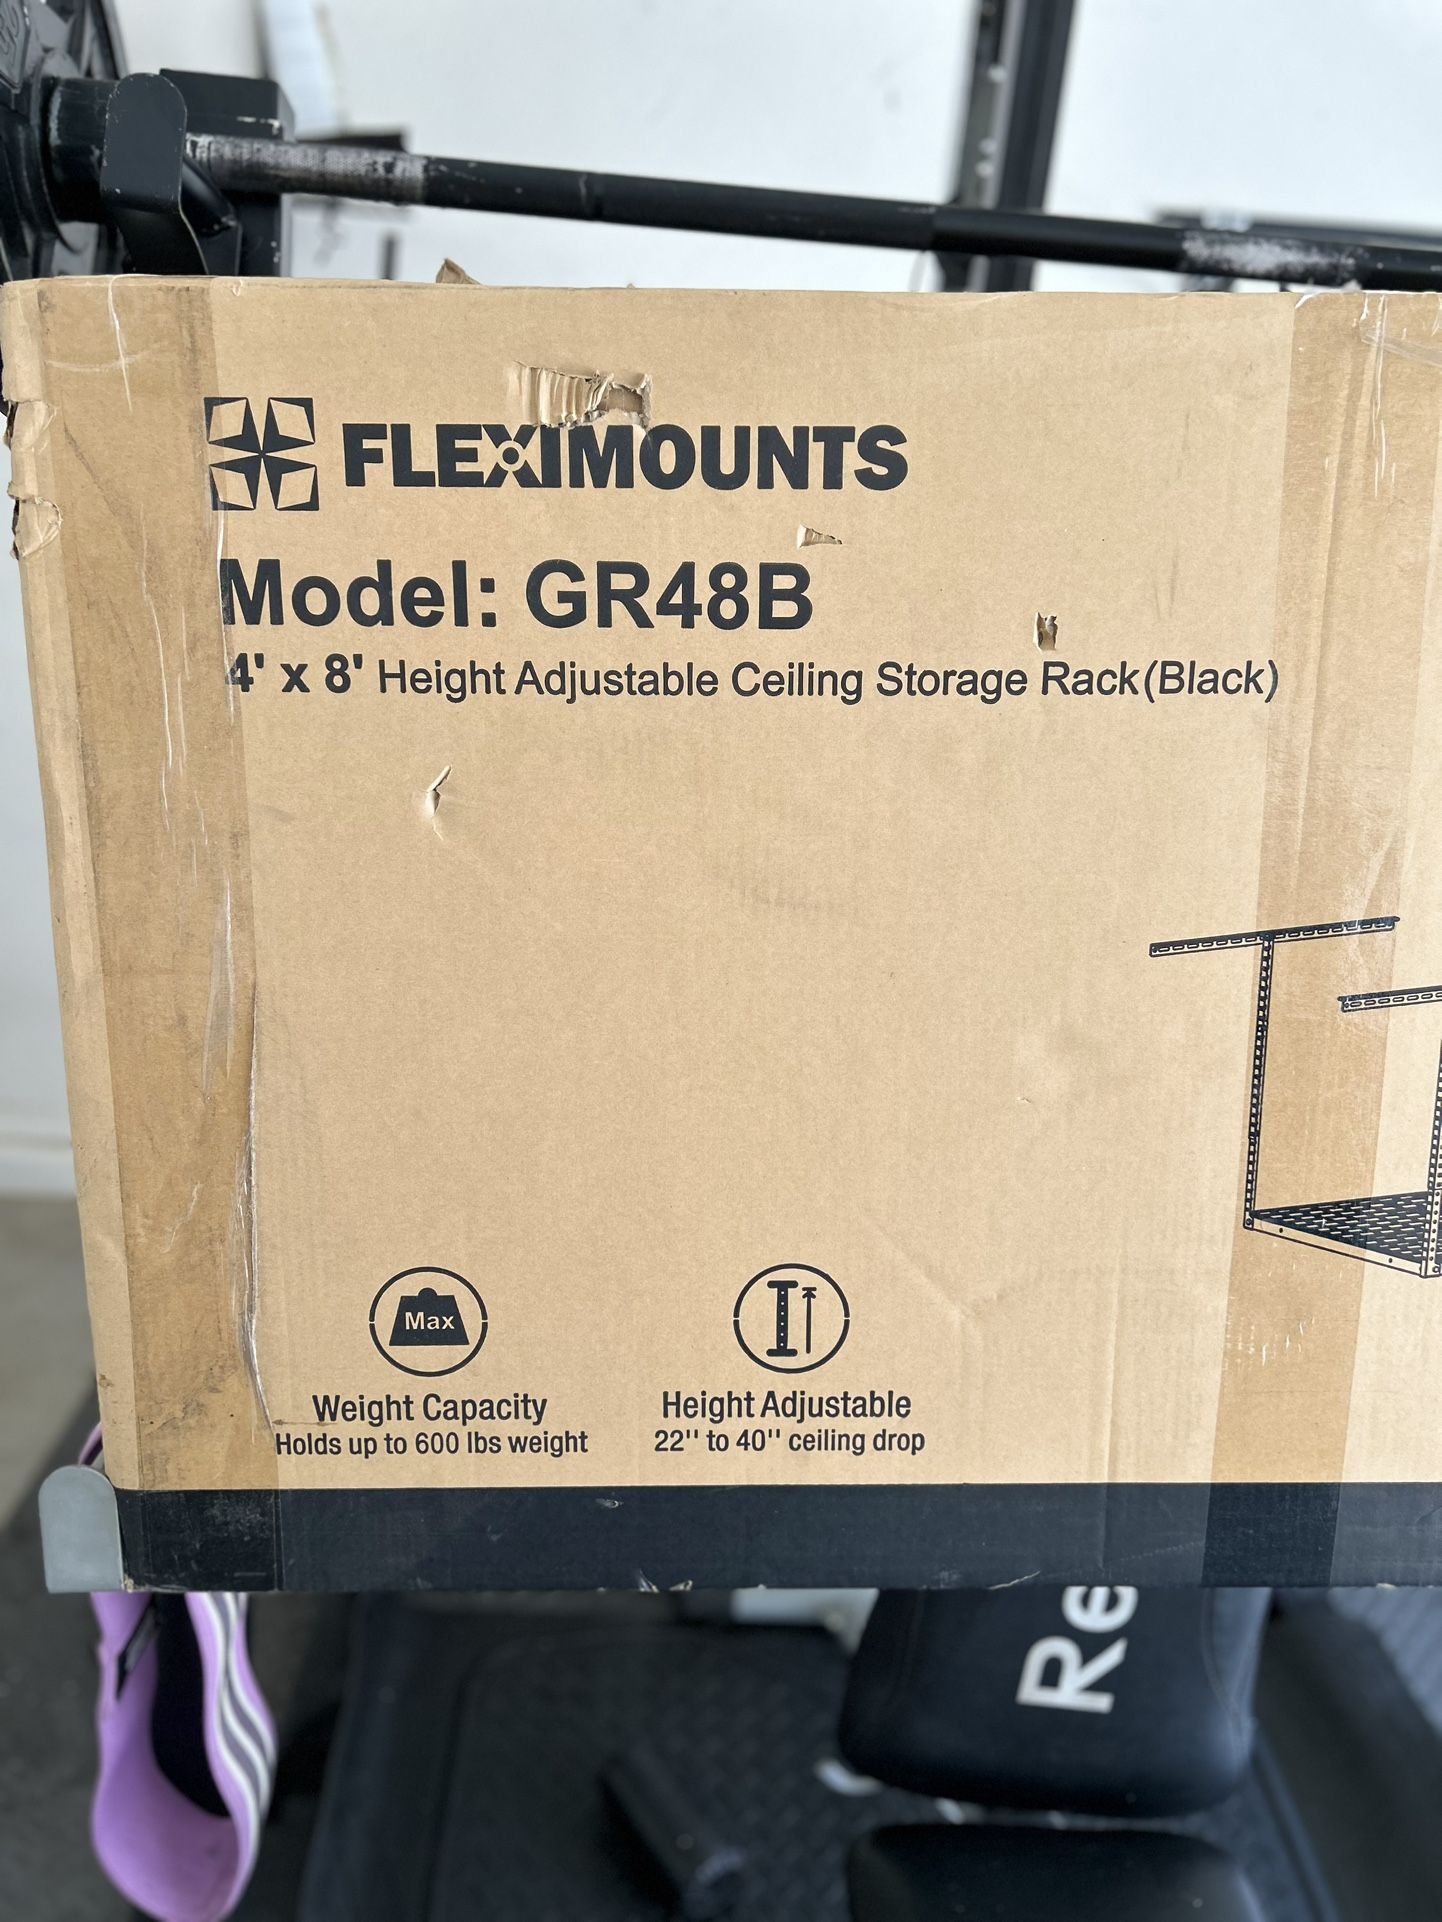 FLEXIMOUNTS
Model: GR48B
4' x 8' Height Adjustable Ceiling Storage Rack(Black)
Max
Weight Capacity
Holds up to 600 lbs weight
Height Adjustable
22'' to 40'' ceiling drop
Re